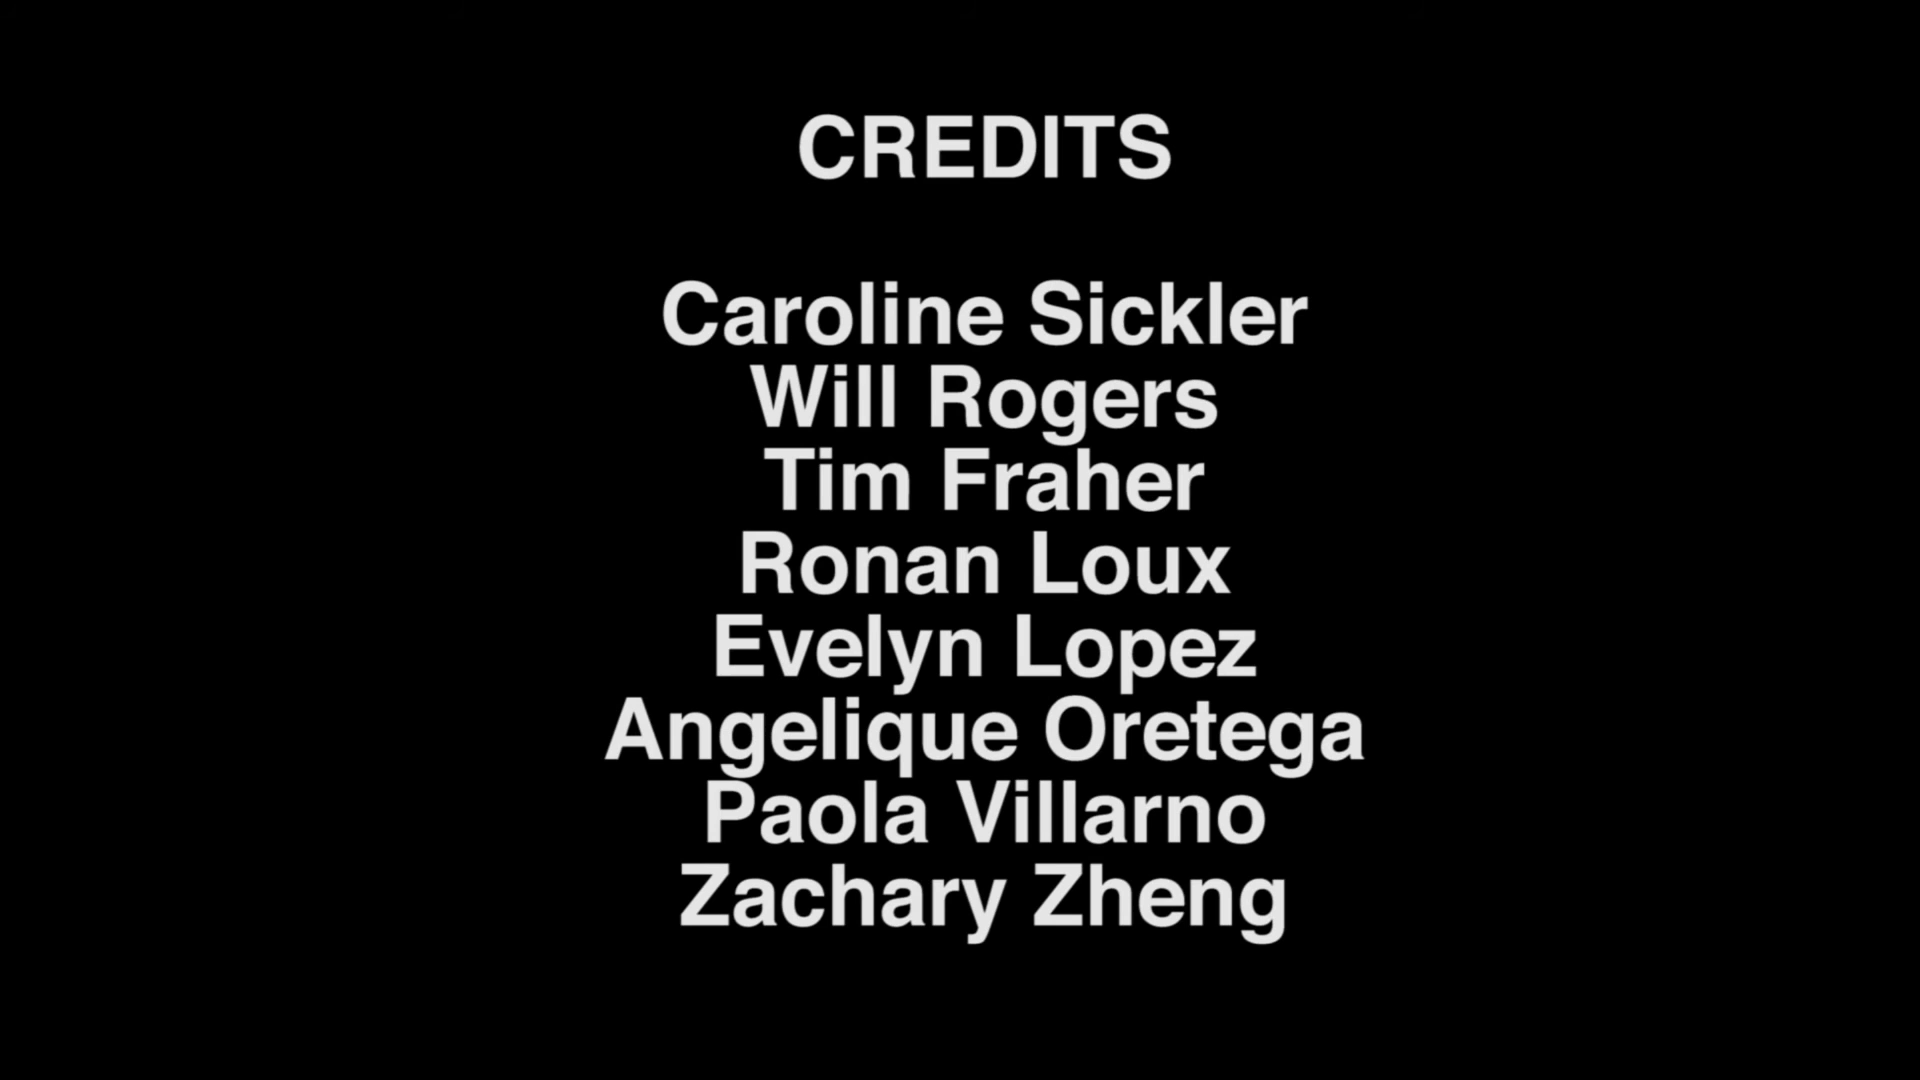 CREDITS
Caroline Sickler
Will Rogers
Tim Fraher
Ronan Loux
Evelyn Lopez
Angelique Oretega
Paola Villarno
Zachary Zheng